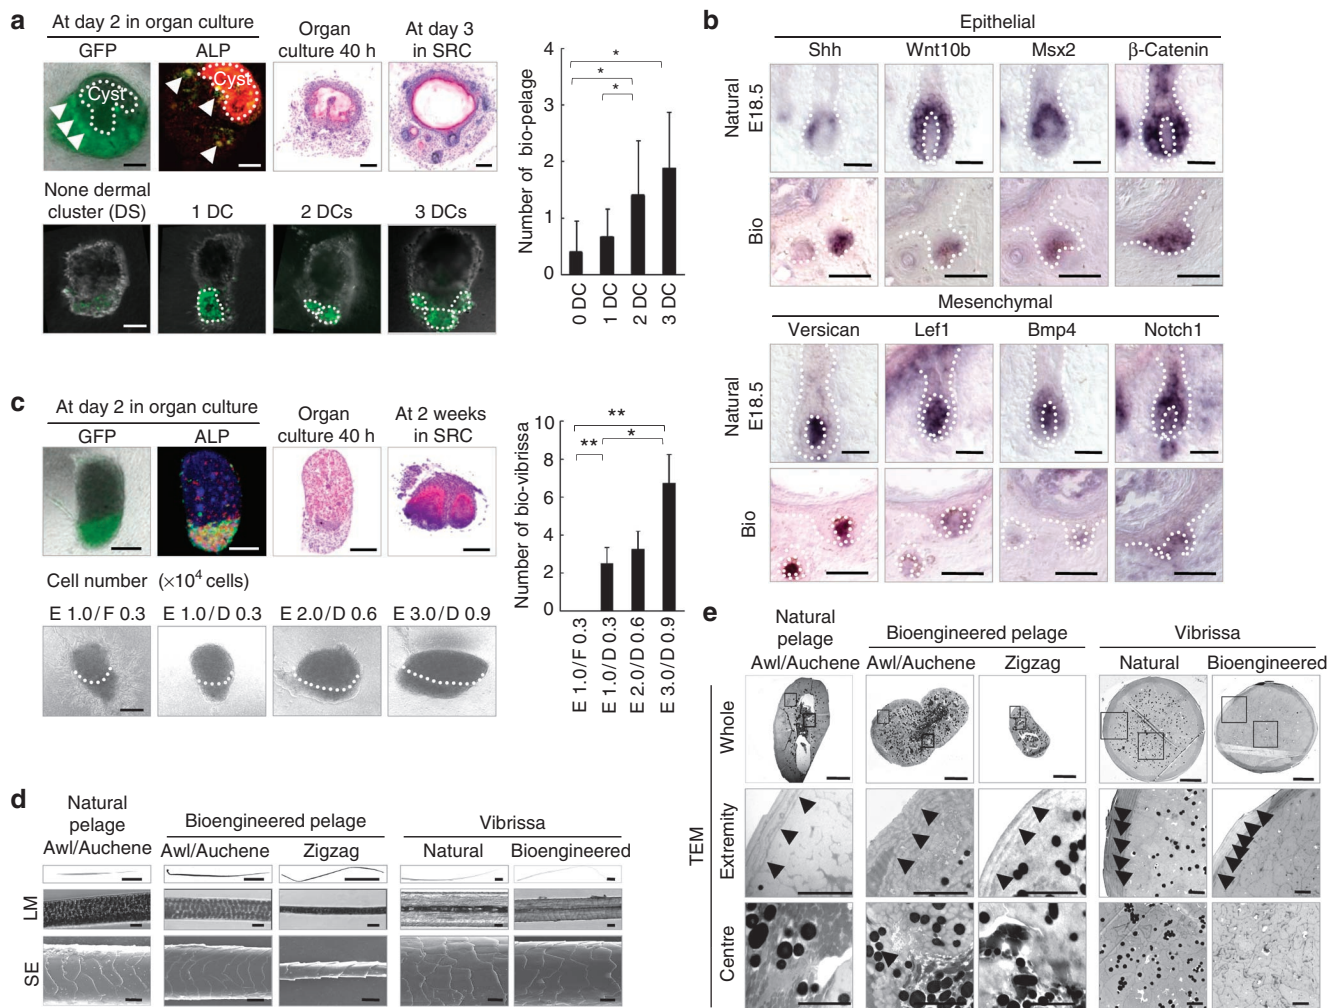 a
At day 2 in organ culture
GFP
ALP
Organ
culture 40 h
At day 3
in SRC
Cyst
Cyst
None dermal
cluster (DS)
1 DC
2 DCs
3 DCs
Number of bio-pelage
4
3
2
1
0
*
*
*
0 DC
1 DC
2 DC
3 DC
b
Epithelial
Shh
Wnt10b
Msx2
β-Catenin
Natural
E18.5
Bio
Mesenchymal
Versican
Lef1
Bmp4
Notch1
Natural
E18.5
Bio
c
At day 2 in organ culture
GFP
ALP
Organ
culture 40 h
At 2 weeks
in SRC
Cell number (×10⁴ cells)
E 1.0/F 0.3
E 1.0/D 0.3
E 2.0/D 0.6
E 3.0/D 0.9
Number of bio-vibrissa
10
8
6
4
2
0
**
**
*
E 1.0/F 0.3
E 1.0/D 0.3
E 2.0/D 0.6
E 3.0/D 0.9
d
Natural
pelage
Awl/Auchene
Bioengineered pelage
Awl/Auchene
Zigzag
Vibrissa
Natural
Bioengineered
LM
SE
e
Natural
pelage
Awl/Auchene
Bioengineered pelage
Awl/Auchene
Zigzag
Vibrissa
Natural
Bioengineered
TEM
Whole
Extremity
Centre